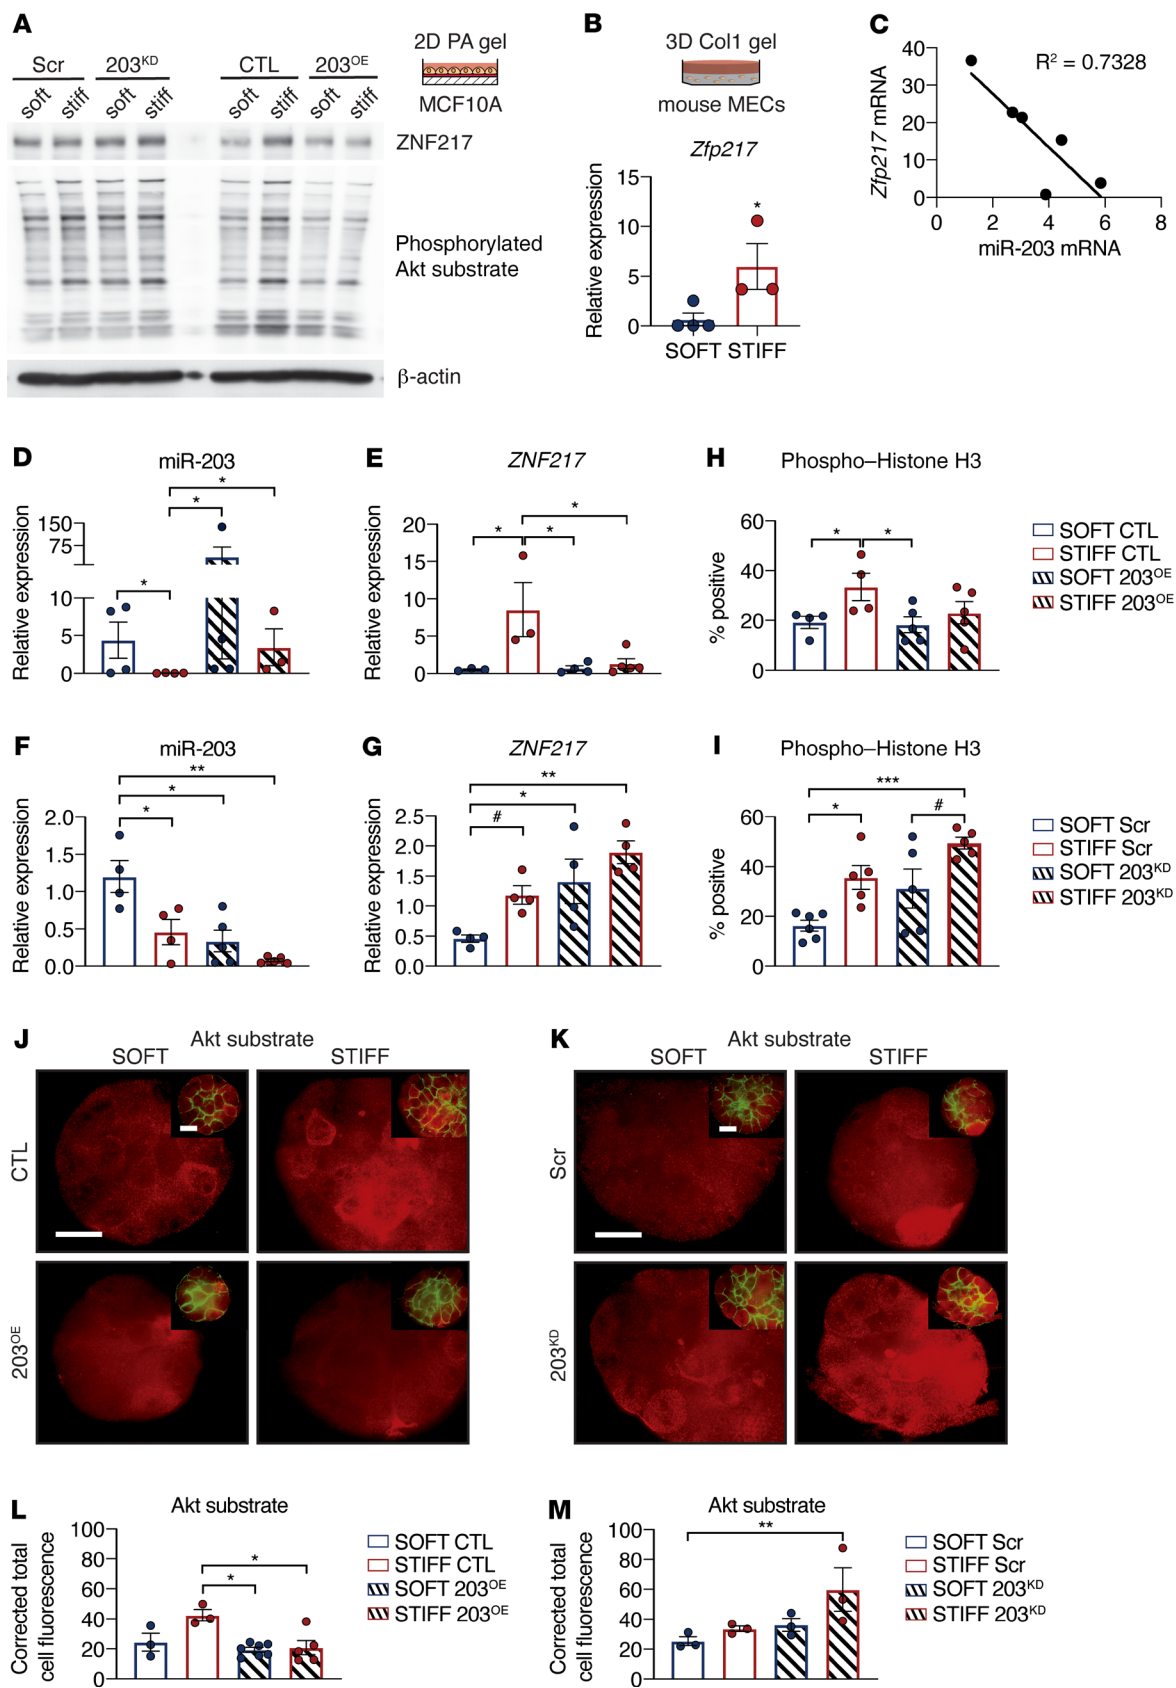 A
Scr 203KD CTL 203OE
soft stiff soft stiff soft stiff soft stiff
2D PA gel
MCF10A
ZNF217
Phosphorylated
Akt substrate
β-actin
B
3D Col1 gel
mouse MECs
Zfp217
Relative expression
15
10
5
0
*
SOFT STIFF
C
Zfp217 mRNA
40
30
20
10
0
R2 = 0.7328
0 2 4 6 8
miR-203 mRNA
D
miR-203
Relative expression
150
75
10
5
0
*
*
*
E
ZNF217
Relative expression
20
15
10
5
0
*
* *
H
Phospho–Histone H3
% positive
60
40
20
0
* *
SOFT CTL
STIFF CTL
SOFT 203OE
STIFF 203OE
F
miR-203
Relative expression
2.0
1.5
1.0
0.5
0.0
**
*
*
G
ZNF217
Relative expression
2.5
2.0
1.5
1.0
0.5
0.0
**
*
#
I
Phospho–Histone H3
% positive
60
40
20
0
***
* #
SOFT Scr
STIFF Scr
SOFT 203KD
STIFF 203KD
J
Akt substrate
SOFT STIFF
CTL
203OE
K
Akt substrate
SOFT STIFF
Scr
203KD
L
Akt substrate
Corrected total
cell fluorescence
100
80
60
40
20
0
*
*
SOFT CTL
STIFF CTL
SOFT 203OE
STIFF 203OE
M
Akt substrate
Corrected total
cell fluorescence
100
80
60
40
20
0
**
SOFT Scr
STIFF Scr
SOFT 203KD
STIFF 203KD